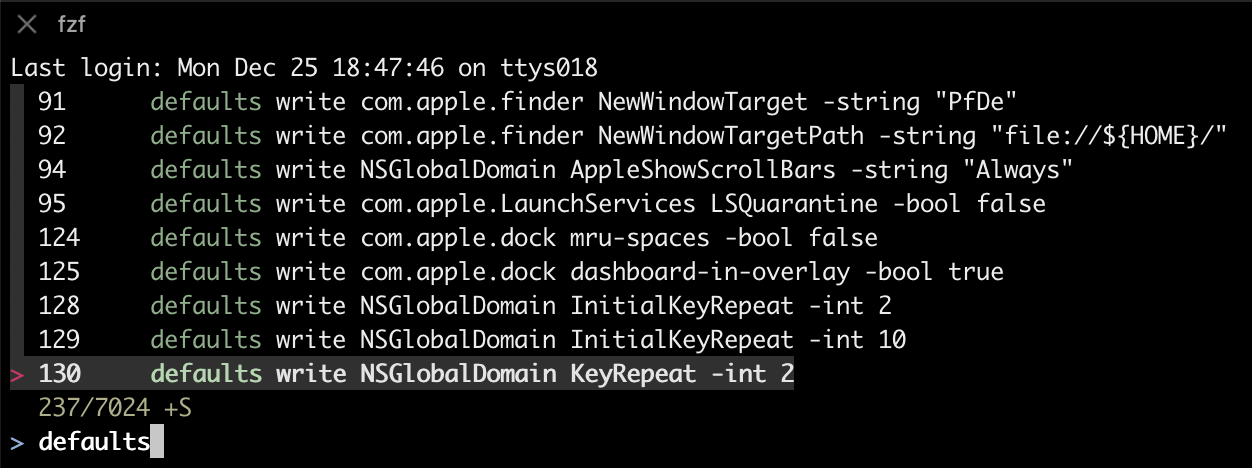 fzf
Last login: Mon Dec 25 18:47:46 on ttys018
91 defaults write com.apple.finder NewWindowTarget -string "PfDe"
92 defaults write com.apple.finder NewWindowTargetPath -string "file://${HOME}/"
94 defaults write NSGlobalDomain AppleShowScrollBars -string "Always"
95 defaults write com.apple.LaunchServices LSQuarantine -bool false
124 defaults write com.apple.dock mru-spaces -bool false
125 defaults write com.apple.dock dashboard-in-overlay -bool true
128 defaults write NSGlobalDomain InitialKeyRepeat -int 2
129 defaults write NSGlobalDomain InitialKeyRepeat -int 10
> 130 defaults write NSGlobalDomain KeyRepeat -int 2
237/7024 +S
> defaults